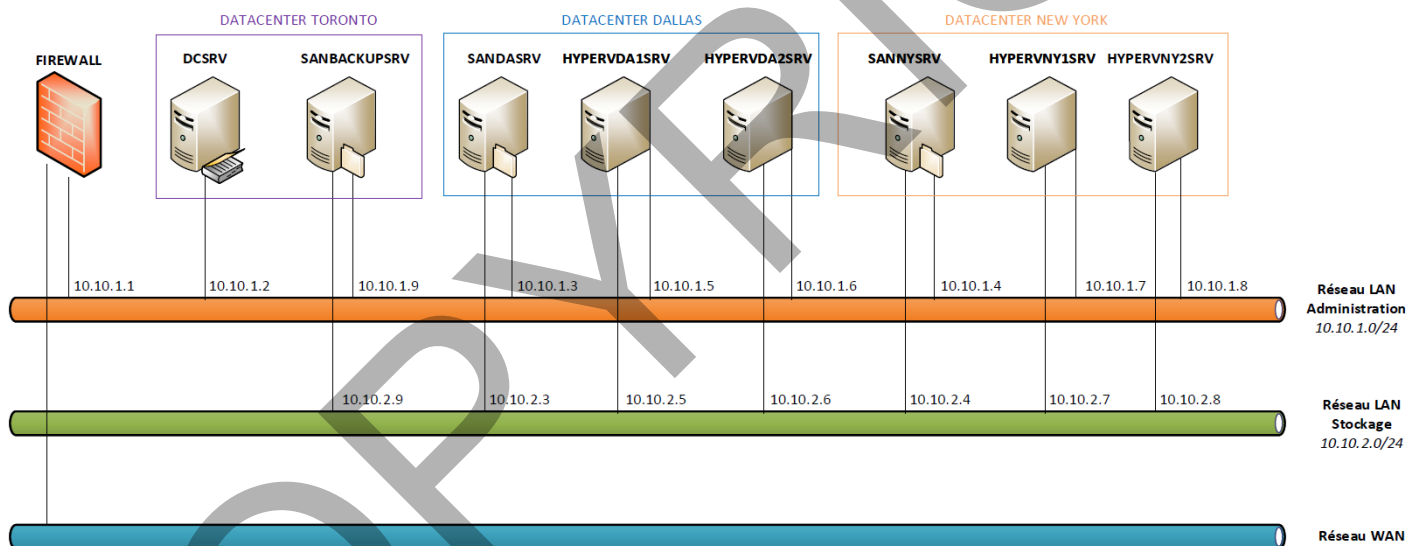 DATACENTER TORONTO
DATACENTER DALLAS
DATACENTER NEW YORK
FIREWALL
DCSRV
SANBACKUPSRV
SANDASRV
HYPERVDA1SRV
HYPERVDA2SRV
SANNYSRV
HYPERVNY1SRV
HYPERVNY2SRV
10.10.1.1
10.10.1.2
10.10.1.9
10.10.1.3
10.10.1.5
10.10.1.6
10.10.1.4
10.10.1.7
10.10.1.8
Réseau LAN
Administration
10.10.1.0/24
10.10.2.9
10.10.2.3
10.10.2.5
10.10.2.6
10.10.2.4
10.10.2.7
10.10.2.8
Réseau LAN
Stockage
10.10.2.0/24
Réseau WAN
OPYRIG